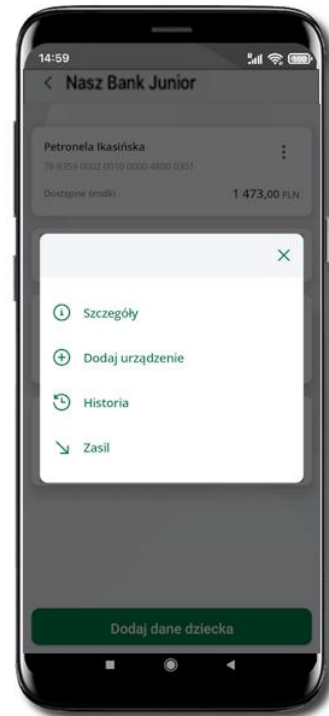 14:59
Nasz Bank Junior
Petronela Ikasińska
78 9359 0002 0010 0000 4800 0301
Dostępne środki
1 473,00 PLN
Szczegóły
Dodaj urządzenie
Historia
Zasil
Dodaj dane dziecka